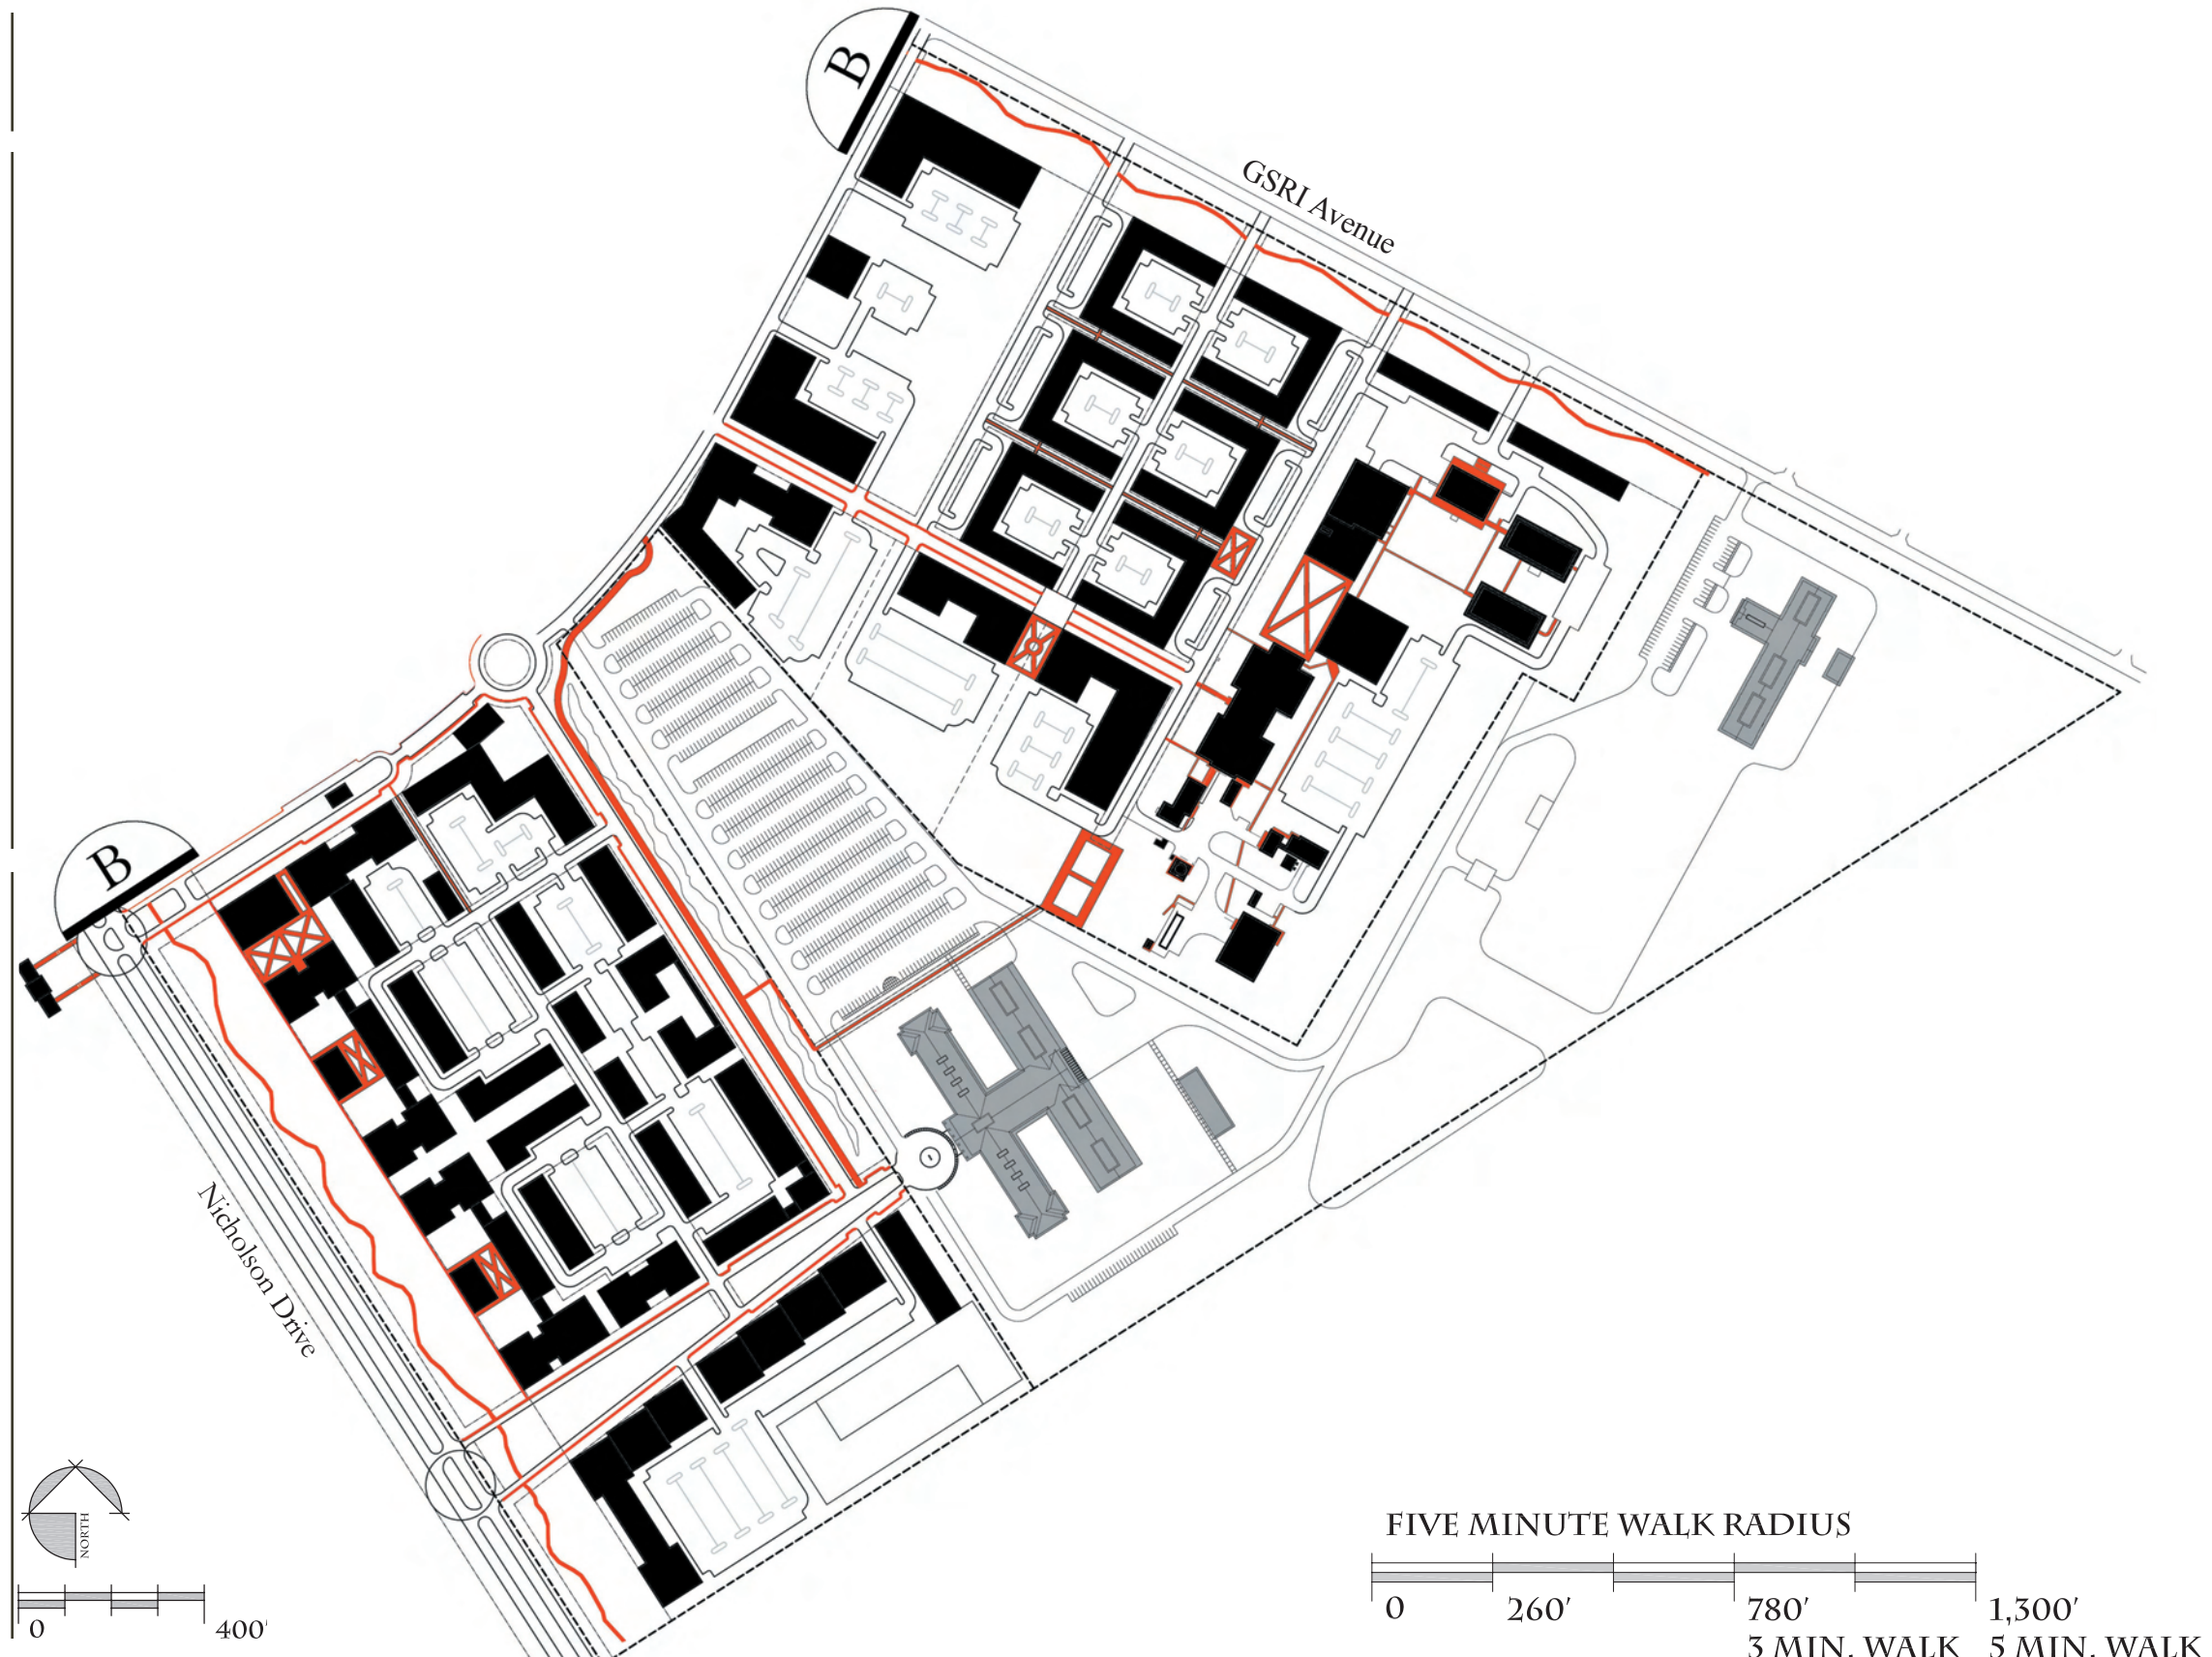 B
GSRI Avenue
B
Nicholson Drive
NORTH
0 400'
FIVE MINUTE WALK RADIUS
0 260' 780' 1,300'
3 MIN. WALK 5 MIN. WALK